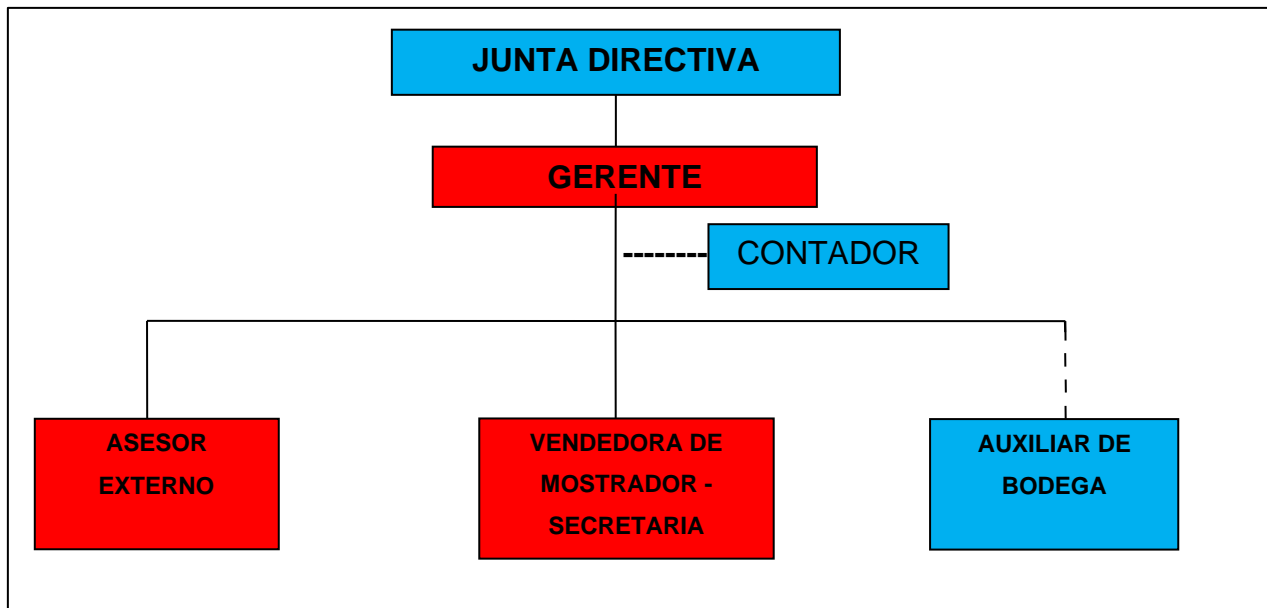 JUNTA DIRECTIVA
GERENTE
CONTADOR
ASESOR
EXTERNO
VENDEDORA DE
MOSTRADOR -
SECRETARIA
AUXILIAR DE
BODEGA